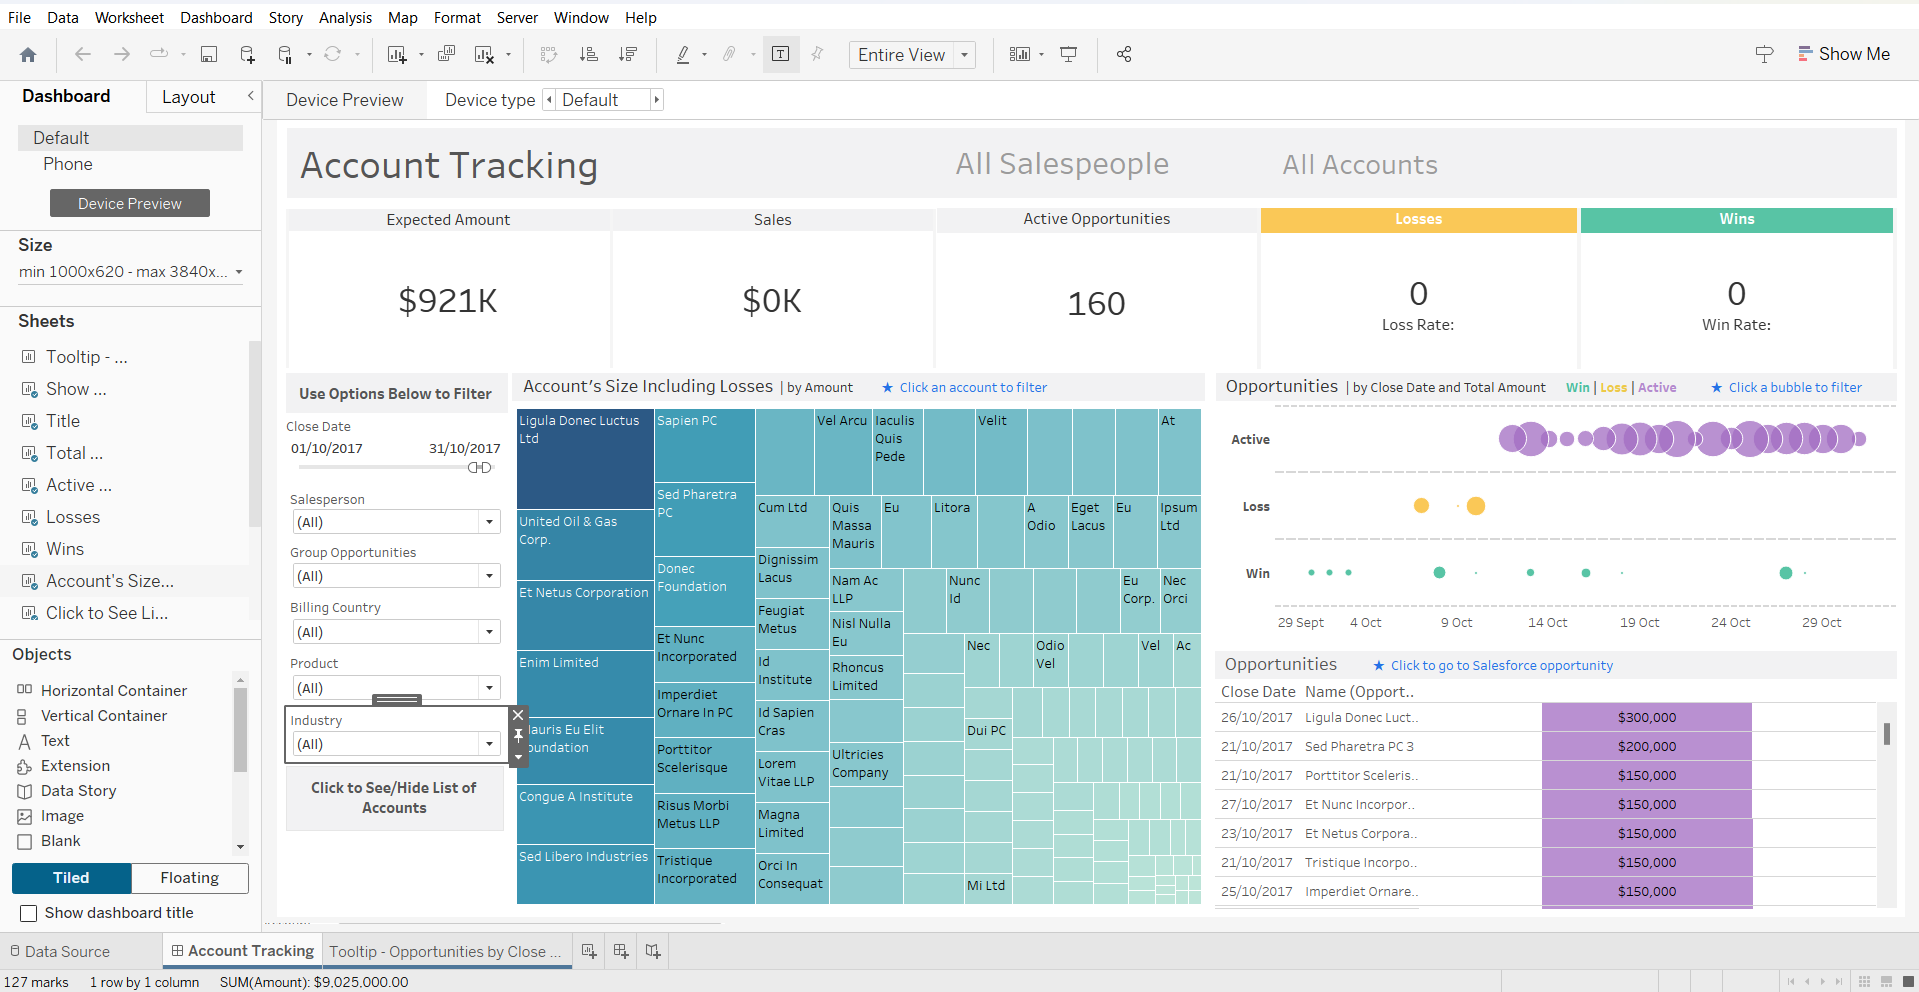 File Data Worksheet Dashboard Story Analysis Map Format Server Window Help
Entire View
Show Me
Dashboard
Layout
Device Preview
Device type
Default
Default
Phone
Device Preview
Size
min 1000x620 - max 3840x...
Sheets
Tooltip - ...
Show ...
Title
Total ...
Active ...
Losses
Wins
Account's Size...
Click to See Li...
Objects
Horizontal Container
Vertical Container
Text
Extension
Data Story
Image
Blank
Tiled
Floating
Show dashboard title
Account Tracking
All Salespeople
All Accounts
Expected Amount
$921K
Sales
$0K
Active Opportunities
160
Losses
0
Loss Rate:
Wins
0
Win Rate:
Use Options Below to Filter
Close Date
01/10/2017 31/10/2017
Salesperson
(All)
Group Opportunities
(All)
Billing Country
(All)
Product
(All)
Industry
(All)
Click to See/Hide List of
Accounts
Account’s Size Including Losses | by Amount
★ Click an account to filter
Ligula Donec Luctus
Ltd
United Oil & Gas
Corp.
Et Netus Corporation
Enim Limited
Mauris Eu Elit
Foundation
Congue A Institute
Sed Libero Industries
Sapien PC
Sed Pharetra
PC
Donec
Foundation
Et Nunc
Incorporated
Imperdiet
Ornare In PC
Porttitor
Scelerisque
Risus Morbi
Metus LLP
Tristique
Incorporated
Vel Arcu
Iaculis
Quis
Pede
Velit
At
Cum Ltd
Dignissim
Lacus
Feugiat
Metus
Id
Institute
Id Sapien
Cras
Lorem
Vitae LLP
Magna
Limited
Orci In
Consequat
Quis
Massa
Mauris
Eu
Litora
A
Odio
Eget
Lacus
Eu
Ipsum
Ltd
Nam Ac
LLP
Nisl Nulla
Eu
Rhoncus
Limited
Ultricies
Company
Nunc
Id
Eu
Corp.
Nec
Orci
Nec
Odio
Vel
Vel
Ac
Dui PC
Mi Ltd
Opportunities | by Close Date and Total Amount
Win | Loss | Active
★ Click a bubble to filter
Active
Loss
Win
29 Sept 4 Oct 9 Oct 14 Oct 19 Oct 24 Oct 29 Oct
Opportunities
★ Click to go to Salesforce opportunity
Close Date Name (Opport..
26/10/2017 Ligula Donec Luct.. $300,000
21/10/2017 Sed Pharetra PC 3 $200,000
21/10/2017 Porttitor Sceleris.. $150,000
27/10/2017 Et Nunc Incorpor.. $150,000
23/10/2017 Et Netus Corpora.. $150,000
21/10/2017 Tristique Incorpo.. $150,000
25/10/2017 Imperdiet Ornare.. $150,000
Data Source
Account Tracking
Tooltip - Opportunities by Close ...
127 marks 1 row by 1 column SUM(Amount): $9,025,000.00